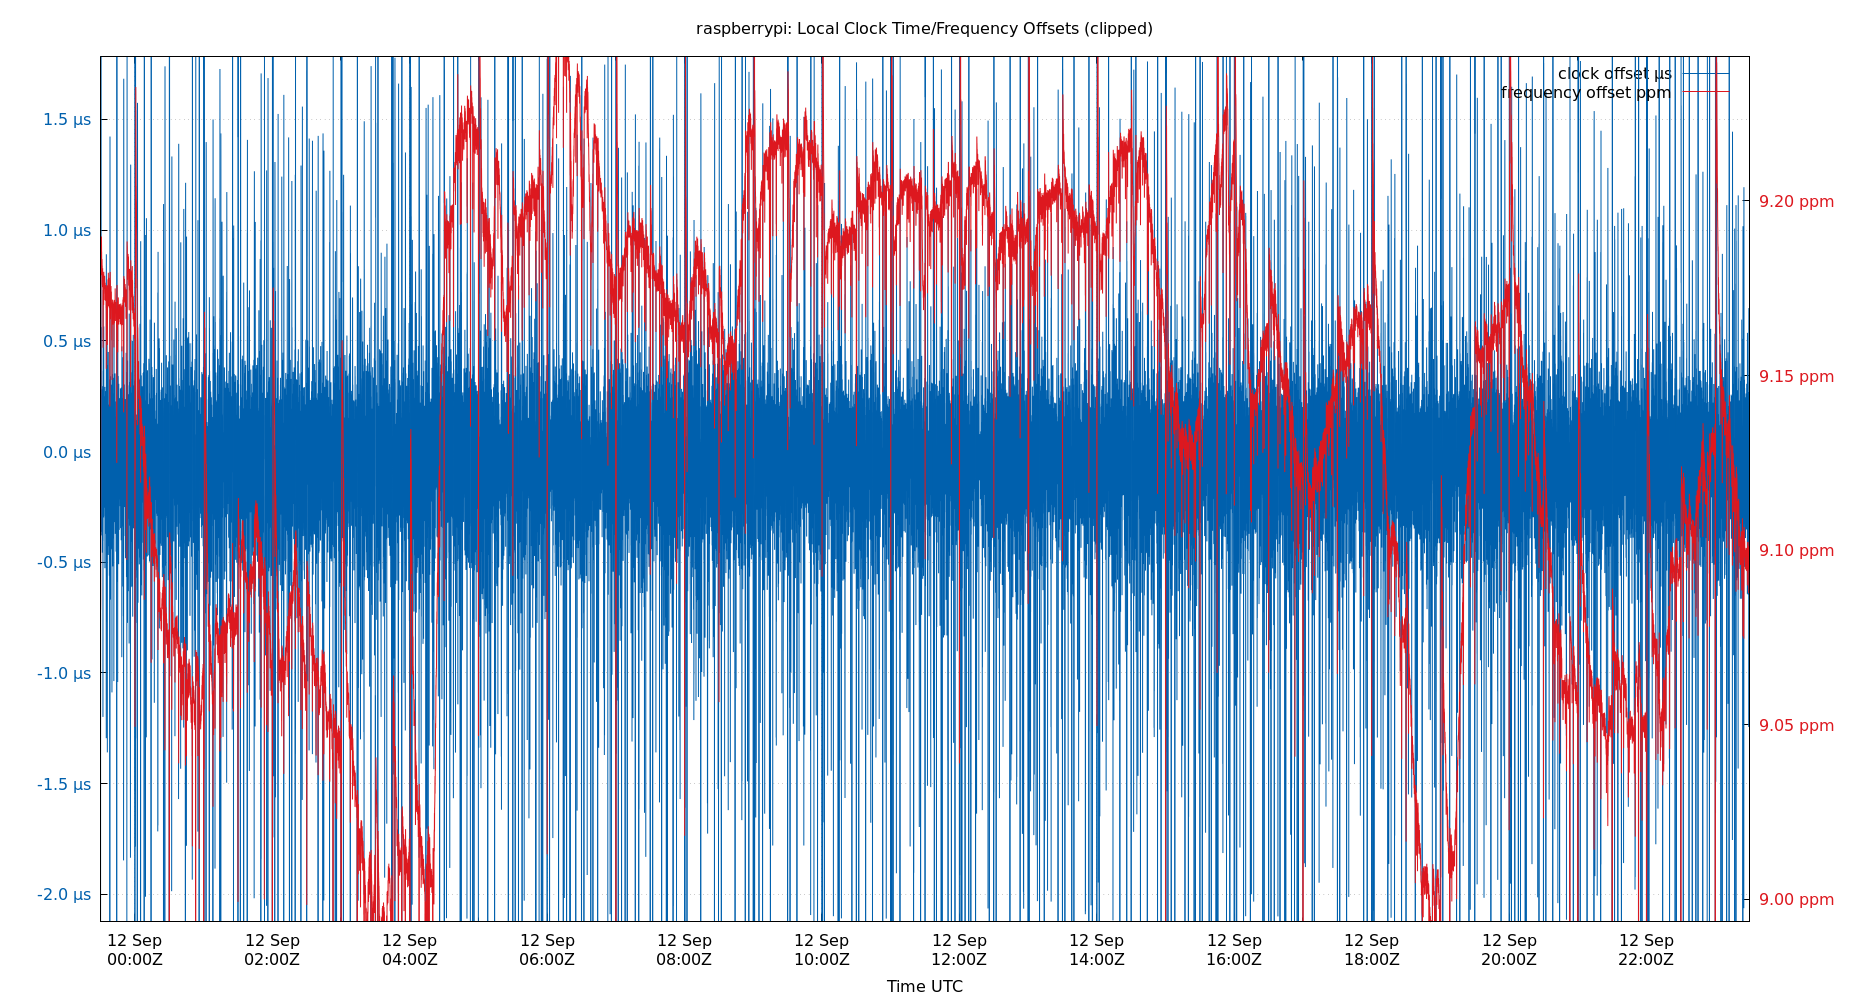 raspberrypi: Local Clock Time/Frequency Offsets (clipped)
clock offset µs
frequency offset ppm
1.5 µs
1.0 µs
0.5 µs
0.0 µs
-0.5 µs
-1.0 µs
-1.5 µs
-2.0 µs
9.20 ppm
9.15 ppm
9.10 ppm
9.05 ppm
9.00 ppm
12 Sep 12 Sep 12 Sep 12 Sep 12 Sep 12 Sep 12 Sep 12 Sep 12 Sep 12 Sep 12 Sep 12 Sep
00:00Z 02:00Z 04:00Z 06:00Z 08:00Z 10:00Z 12:00Z 14:00Z 16:00Z 18:00Z 20:00Z 22:00Z
Time UTC